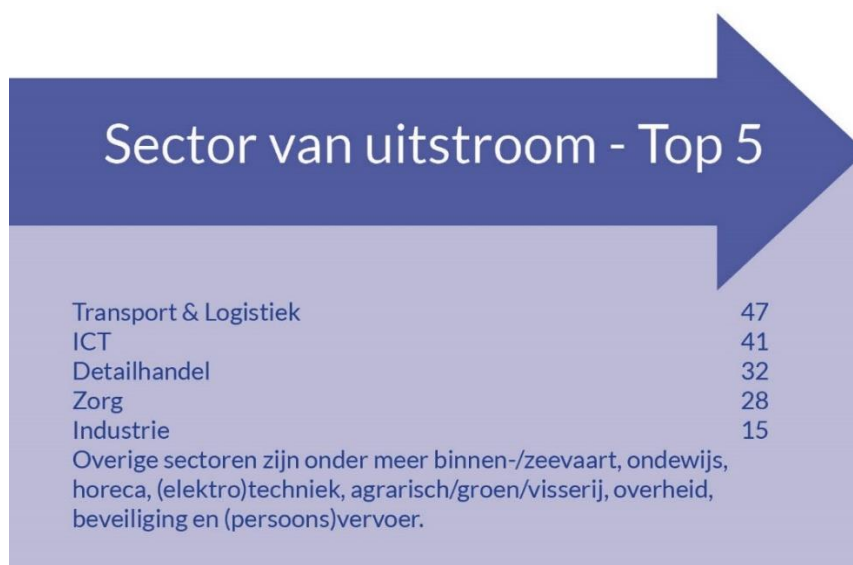 Sector van uitstroom - Top 5
Transport & Logistiek 47
ICT 41
Detailhandel 32
Zorg 28
Industrie 15
Overige sectoren zijn onder meer binnen-/zeevaart, ondewijs,
horeca, (elektro)techniek, agrarisch/groen/visserij, overheid,
beveiliging en (persoons)vervoer.